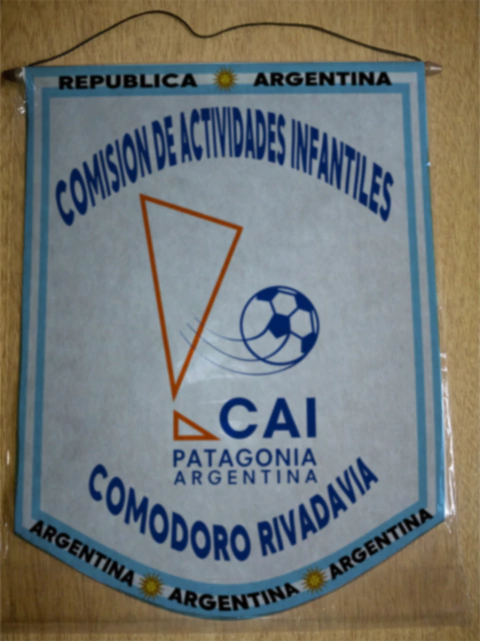 REPUBLICA ARGENTINA
COMISION DE ACTIVIDADES INFANTILES
CAI
PATAGONIA
ARGENTINA
COMODORO RIVADAVIA
ARGENTINA ARGENTINA ARGENTINA